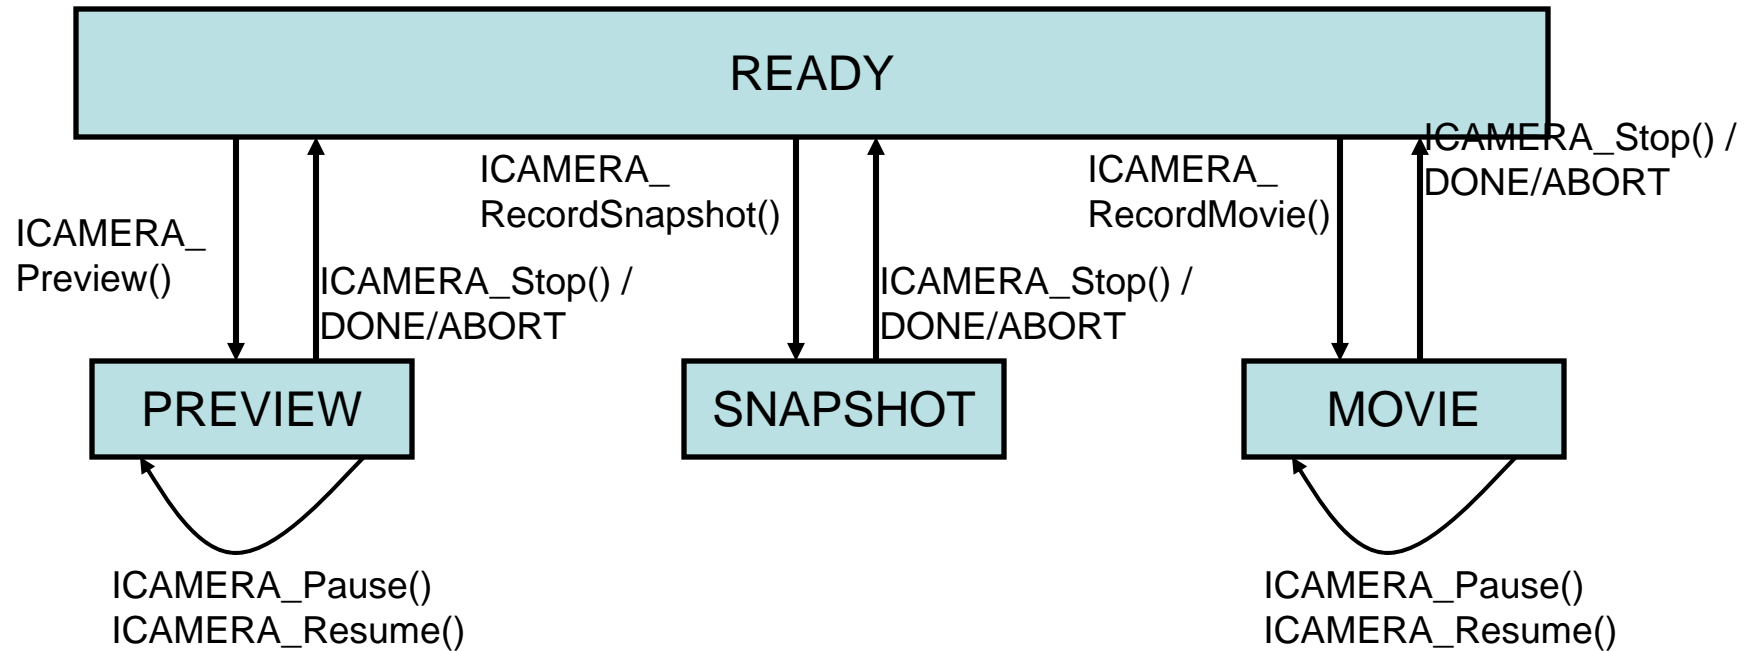 READY
ICAMERA_
Preview()
ICAMERA_Stop() /
DONE/ABORT
ICAMERA_
RecordSnapshot()
ICAMERA_Stop() /
DONE/ABORT
ICAMERA_
RecordMovie()
ICAMERA_Stop() /
DONE/ABORT
PREVIEW
SNAPSHOT
MOVIE
ICAMERA_Pause()
ICAMERA_Resume()
ICAMERA_Pause()
ICAMERA_Resume()